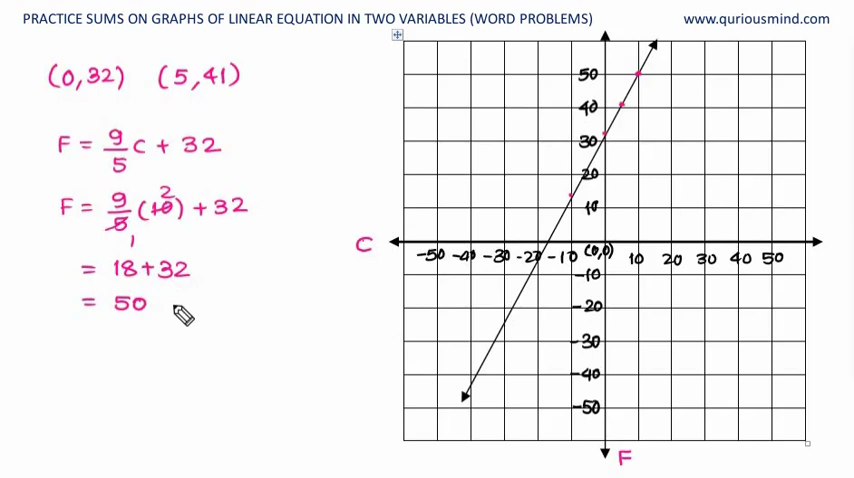 PRACTICE SUMS ON GRAPHS OF LINEAR EQUATION IN TWO VARIABLES (WORD PROBLEMS) www.quriousmind.com
(0,32) (5,41)
F = 9/5 C + 32
F = 9/5 (10) + 32
2
1
= 18+32
= 50
50
40
30
20
10
C
-50 -40 -30 -20 -10 (0,0) 10 20 30 40 50
-10
-20
-30
-40
-50
F